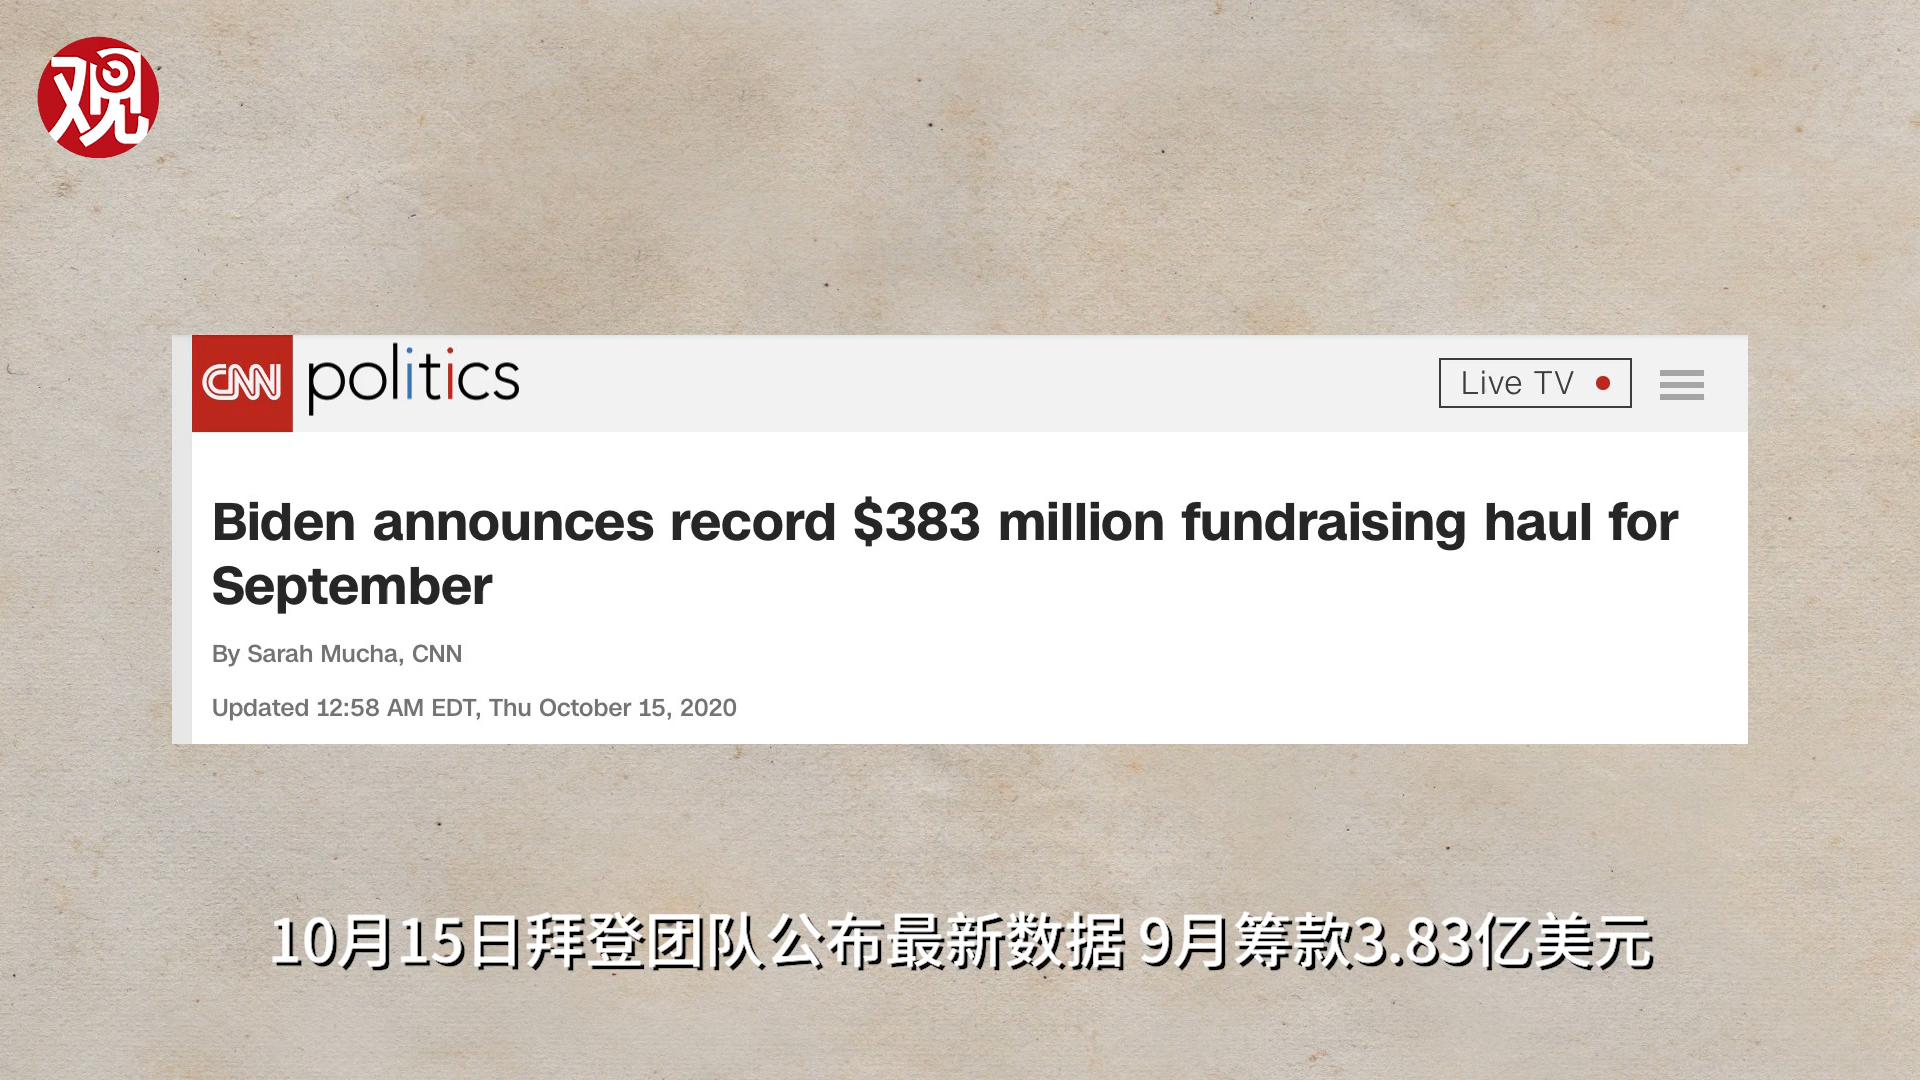 观
CNN politics
Live TV
Biden announces record $383 million fundraising haul for
September
By Sarah Mucha, CNN
Updated 12:58 AM EDT, Thu October 15, 2020
10月15日拜登团队公布最新数据 9月筹款3.83亿美元